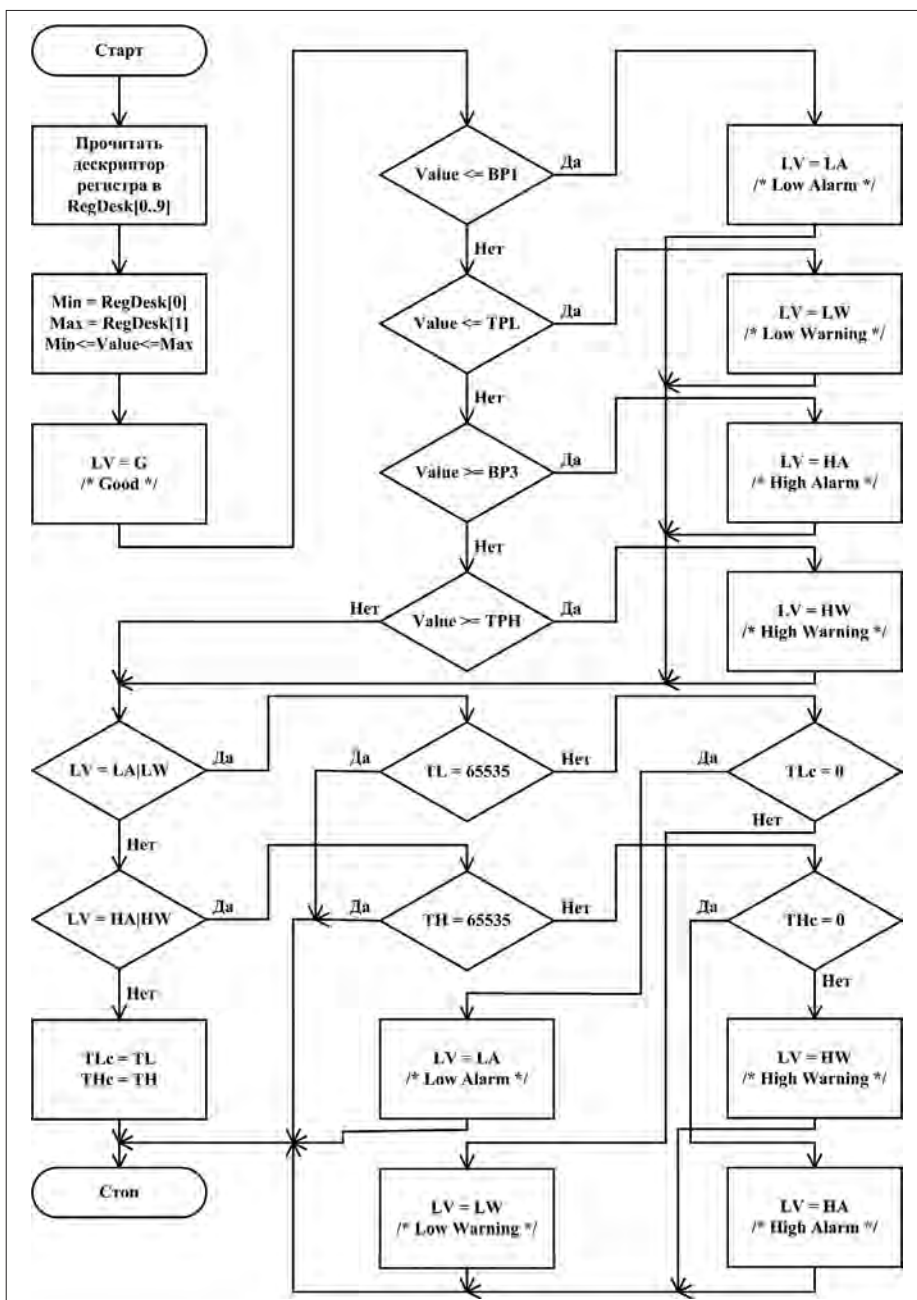 Старт
Прочитать
дескриптор
регистра в
RegDesk[0..9]
Min = RegDesk[0]
Max = RegDesk[1]
Min<=Value<=Max
LV = G
/* Good */
Value <= BP1
Да
Нет
LV = LA
/* Low Alarm */
Value <= TPL
Да
Нет
LV = LW
/* Low Warning */
Value >= BP3
Да
Нет
LV = HA
/* High Alarm */
Value >= TPH
Нет
Да
LV = HW
/* High Warning */
LV = LA|LW
Да
Нет
TL = 65535
Да
Нет
TLc = 0
Да
Нет
LV = HA|HW
Да
Нет
TH = 65535
Да
Нет
THc = 0
Да
Нет
TLc = TL
THc = TH
LV = LA
/* Low Alarm */
LV = HW
/* High Warning */
Стоп
LV = LW
/* Low Warning */
LV = HA
/* High Alarm */